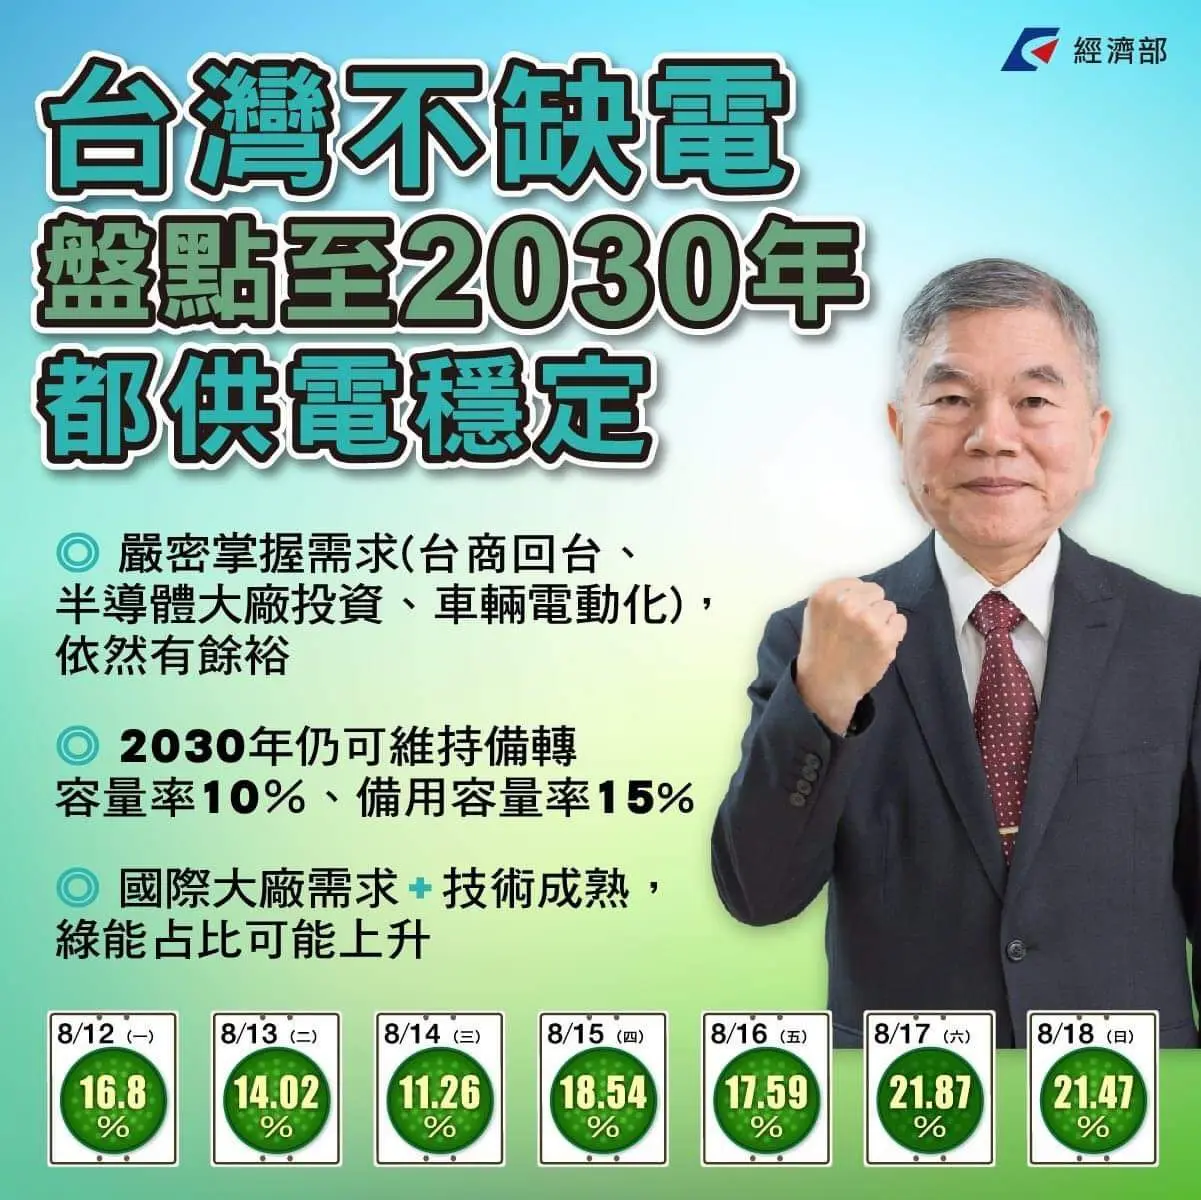 經濟部
台灣不缺電
盤點至2030年
都供電穩定
◎ 嚴密掌握需求(台商回台、
半導體大廠投資、車輛電動化)，
依然有餘裕
◎ 2030年仍可維持備轉
容量率10%、備用容量率15%
◎ 國際大廠需求+技術成熟，
綠能占比可能上升
8/12 (一) 8/13 (二) 8/14 (三) 8/15 (四) 8/16 (五) 8/17 (六) 8/18 (日)
16.8 14.02 11.26 18.54 17.59 21.87 21.47
% % % % % % %